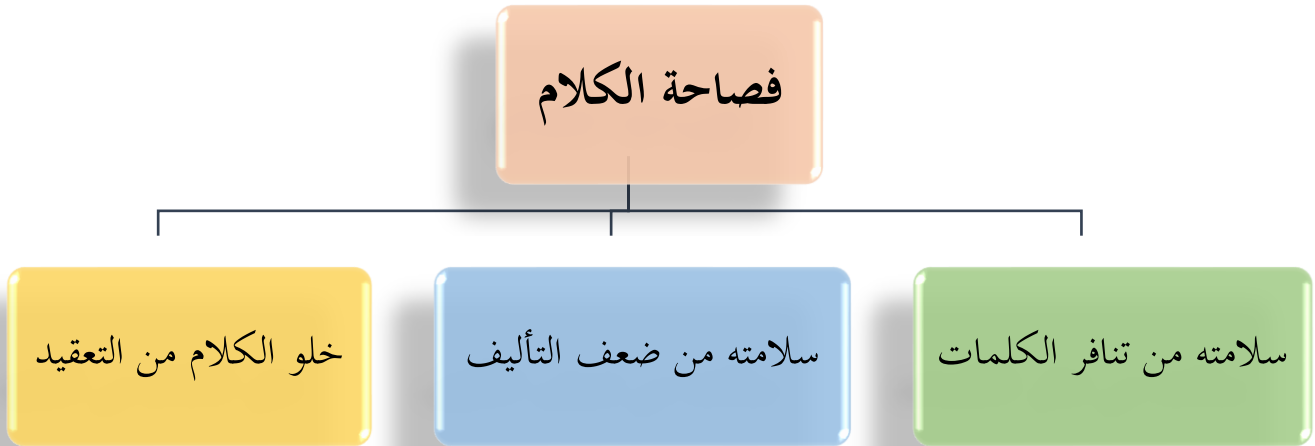 فصاحة الكلام
سلامته من تنافر الكلمات
سلامته من ضعف التأليف
خلو الكلام من التعقيد